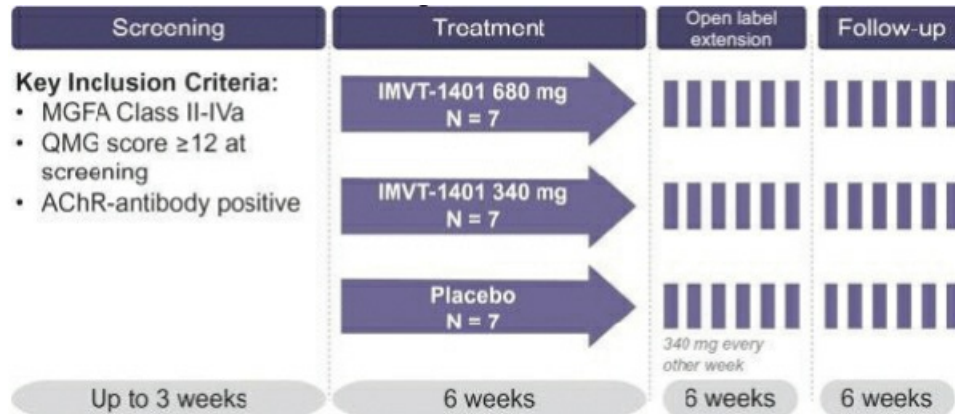 Screening
Treatment
Open label
extension
Follow-up
Key Inclusion Criteria:
• MGFA Class II-IVa
• QMG score ≥12 at
screening
• AChR-antibody positive
IMVT-1401 680 mg
N = 7
IMVT-1401 340 mg
N = 7
Placebo
N = 7
340 mg every
other week
Up to 3 weeks
6 weeks
6 weeks
6 weeks